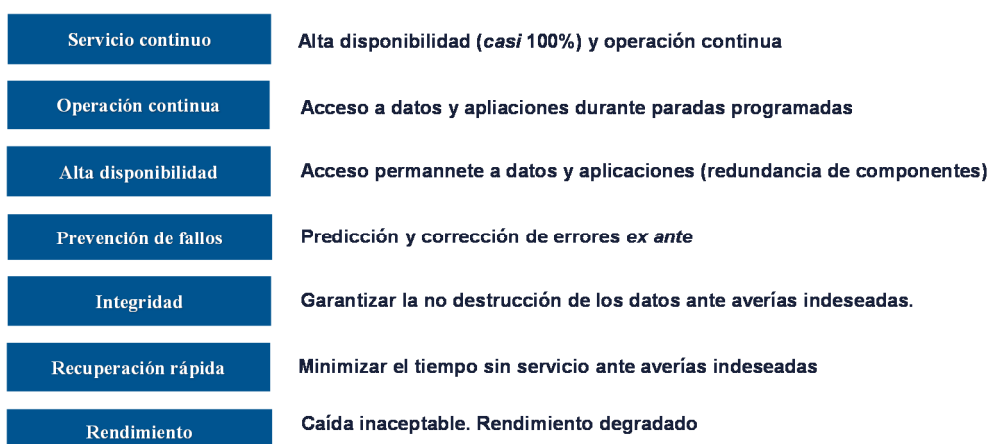 Servicio continuo Alta disponibilidad (casi 100%) y operación continua
Operación continua Acceso a datos y apliaciones durante paradas programadas
Alta disponibilidad Acceso permannete a datos y aplicaciones (redundancia de componentes)
Prevención de fallos Predicción y corrección de errores ex ante
Integridad Garantizar la no destrucción de los datos ante averías indeseadas.
Recuperación rápida Minimizar el tiempo sin servicio ante averías indeseadas
Rendimiento Caída inaceptable. Rendimiento degradado